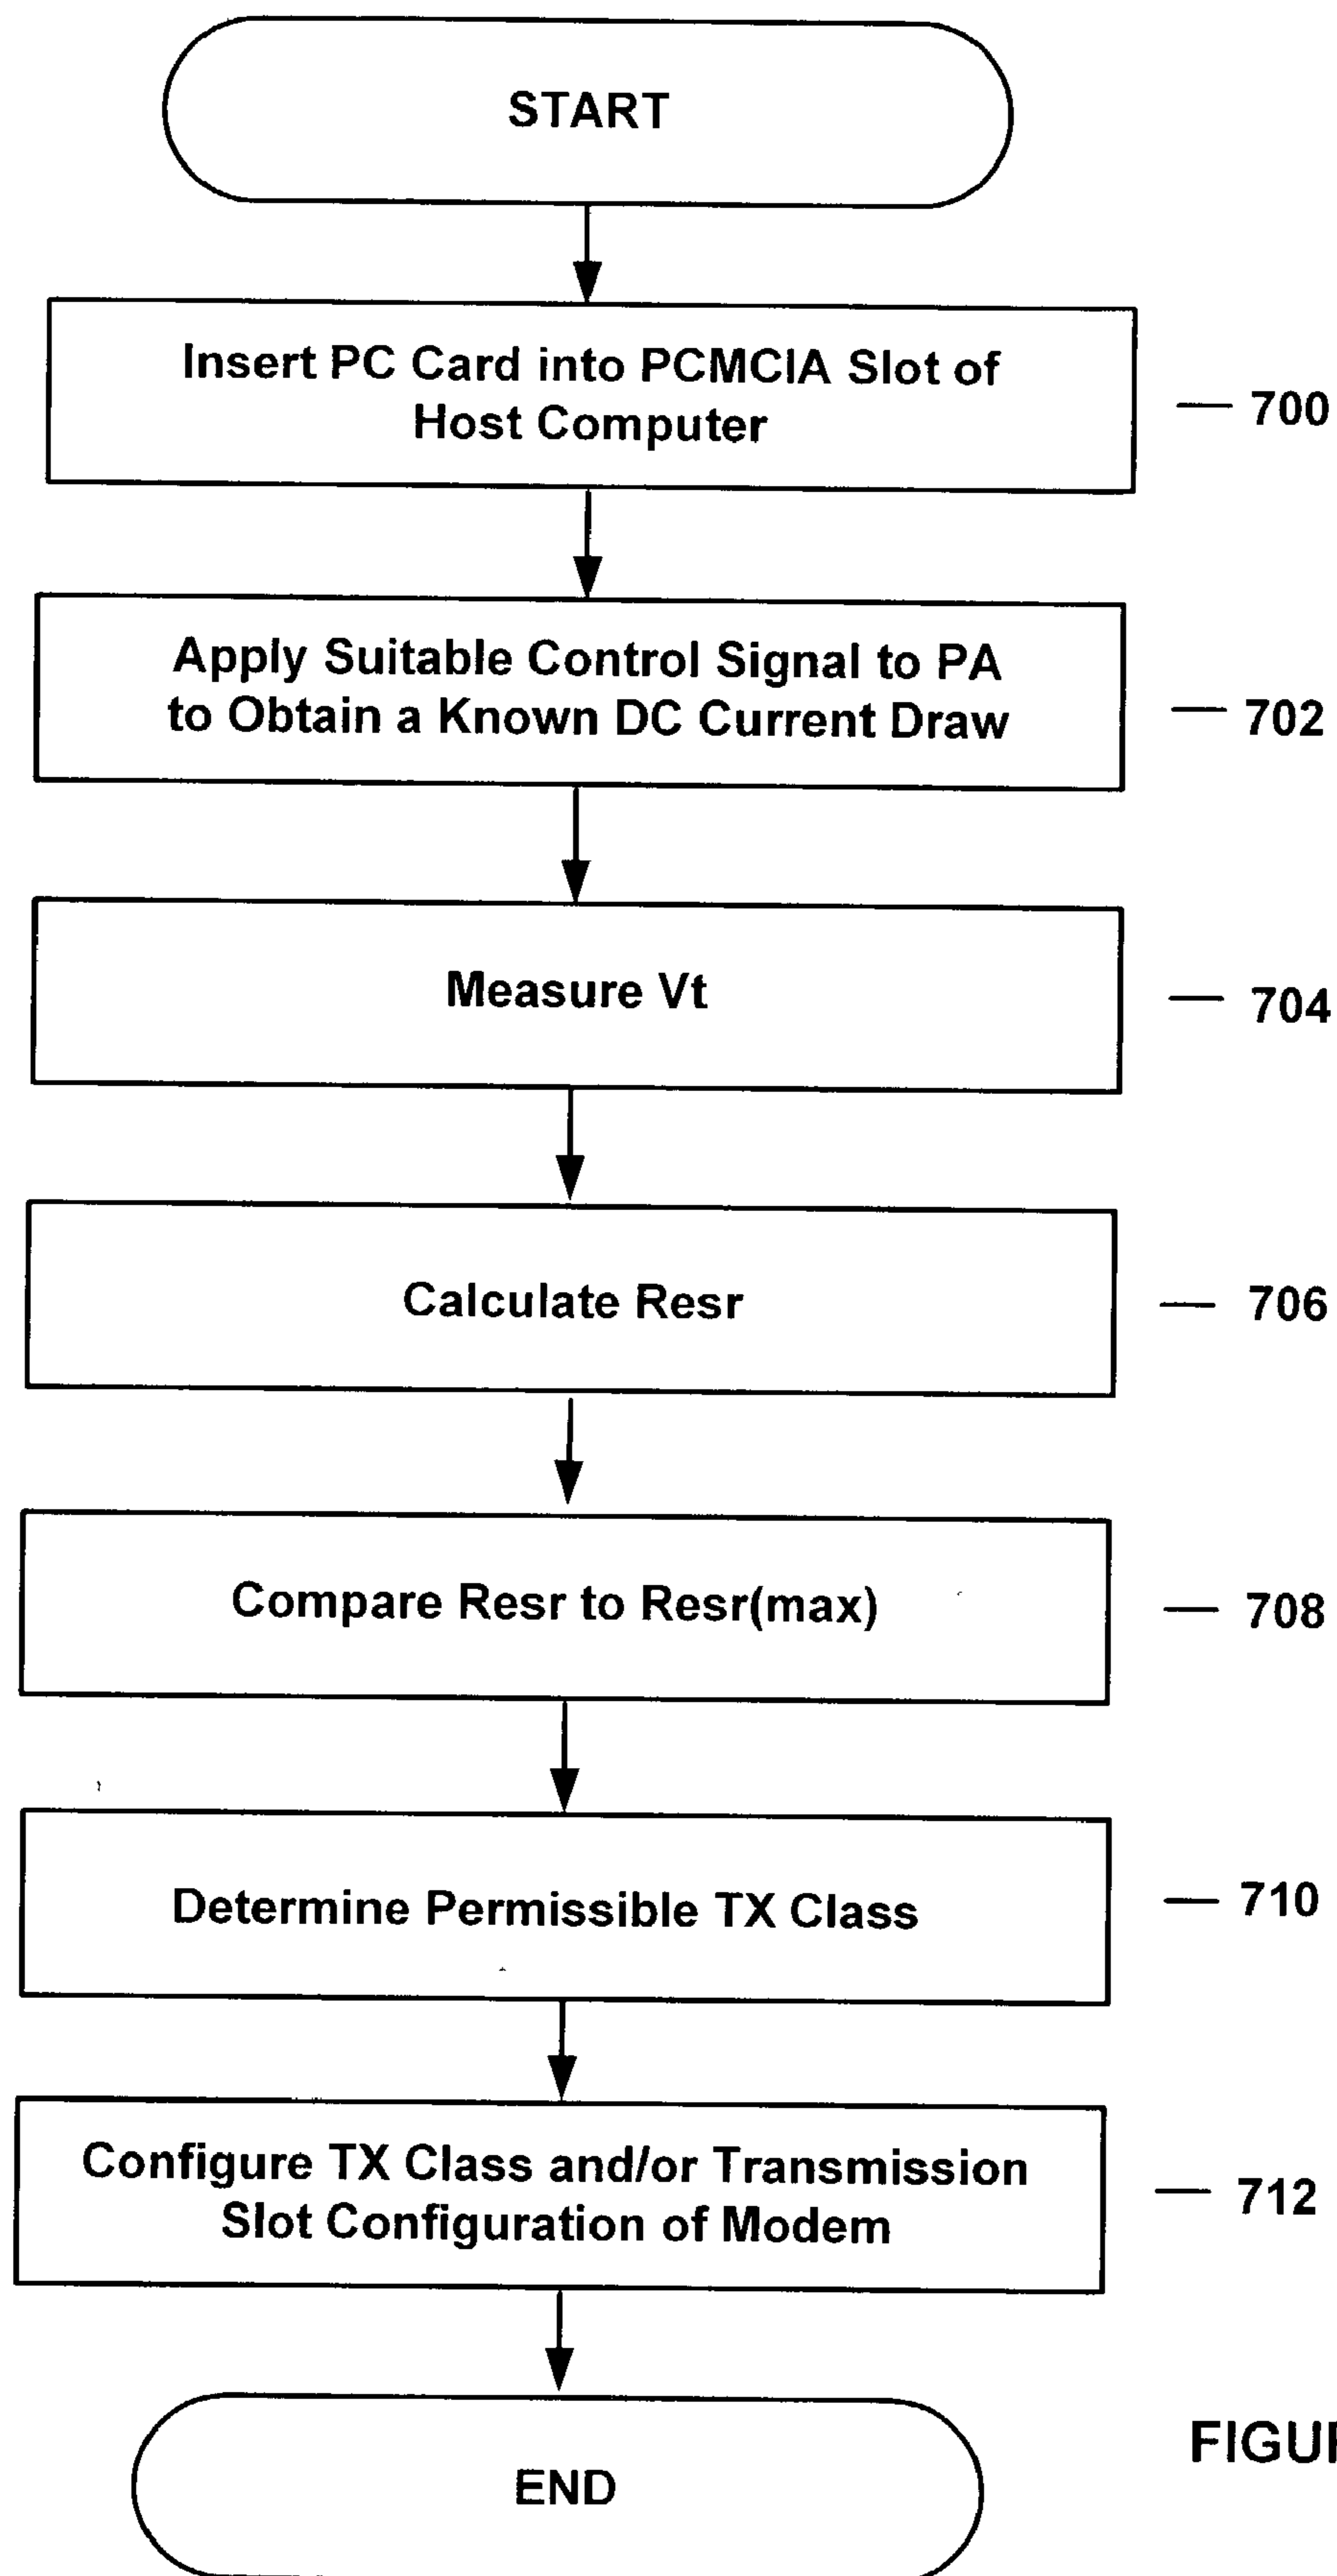 START
Insert PC Card into PCMCIA Slot of
Host Computer
700
Apply Suitable Control Signal to PA
to Obtain a Known DC Current Draw
702
Measure Vt
704
Calculate Resr
706
Compare Resr to Resr(max)
708
Determine Permissible TX Class
710
Configure TX Class and/or Transmission
Slot Configuration of Modem
712
END